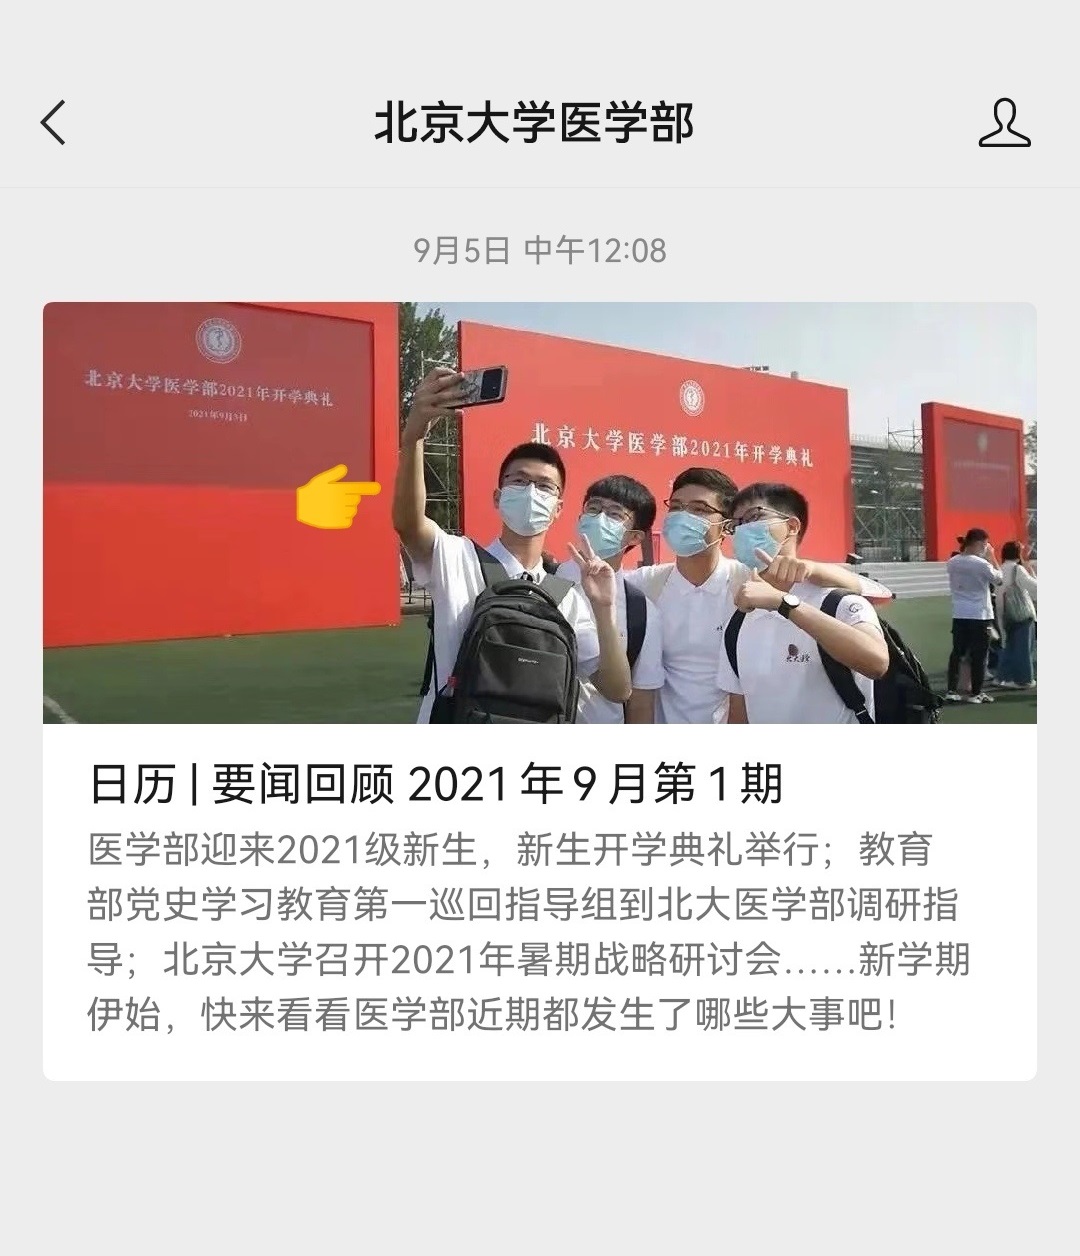 北京大学医学部
9月5日 中午12:08
北京大学医学部2021年开学典礼
2021年9月3日
北京大学医学部2021年开学典礼
日历 | 要闻回顾 2021 年 9 月第 1 期
医学部迎来2021级新生，新生开学典礼举行；教育
部党史学习教育第一巡回指导组到北大医学部调研指
导；北京大学召开2021年暑期战略研讨会……新学期
伊始，快来看看医学部近期都发生了哪些大事吧！